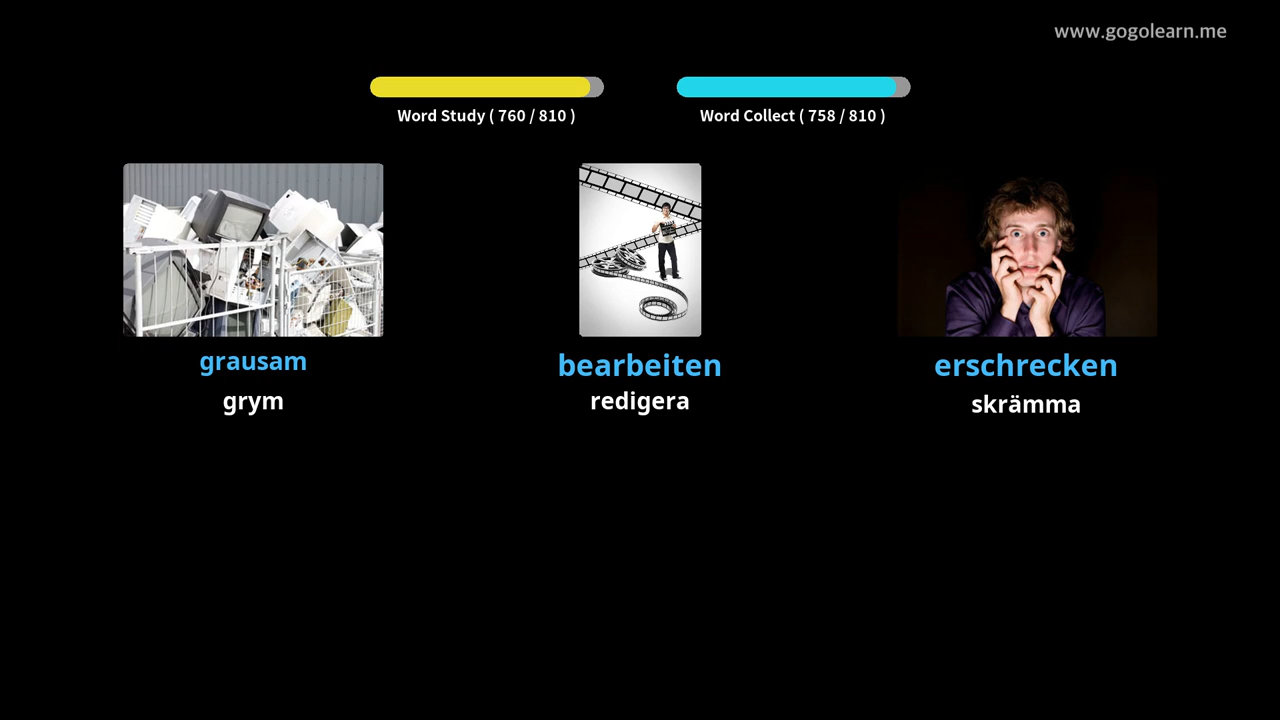 www.gogolearn.me
Word Study ( 760 / 810 )
Word Collect ( 758 / 810 )
grausam
grym
bearbeiten
redigera
erschrecken
skrämma